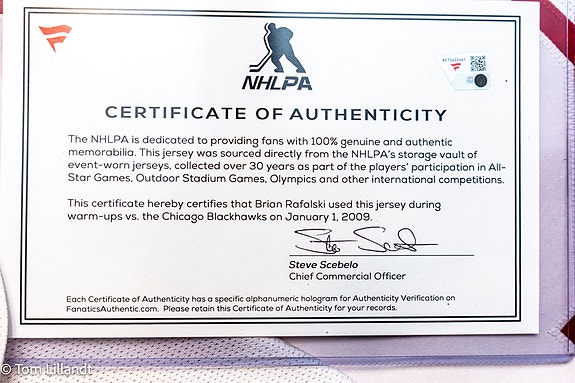 NHLPA
CERTIFICATE OF AUTHENTICITY
The NHLPA is dedicated to providing fans with 100% genuine and authentic
memorabilia. This jersey was sourced directly from the NHLPA's storage vault of
event-worn jerseys, collected over 30 years as part of the players' participation in All-
Star Games, Outdoor Stadium Games, Olympics and other international competitions.
This certificate hereby certifies that Brian Rafalski used this jersey during
warm-ups vs. the Chicago Blackhawks on January 1, 2009.
Steve Scebelo
Chief Commercial Officer
Each Certificate of Authenticity has a specific alphanumeric hologram for Authenticity Verification on
FanaticsAuthentic.com. Please retain this Certificate of Authenticity for your records.
© Tom Lillandt